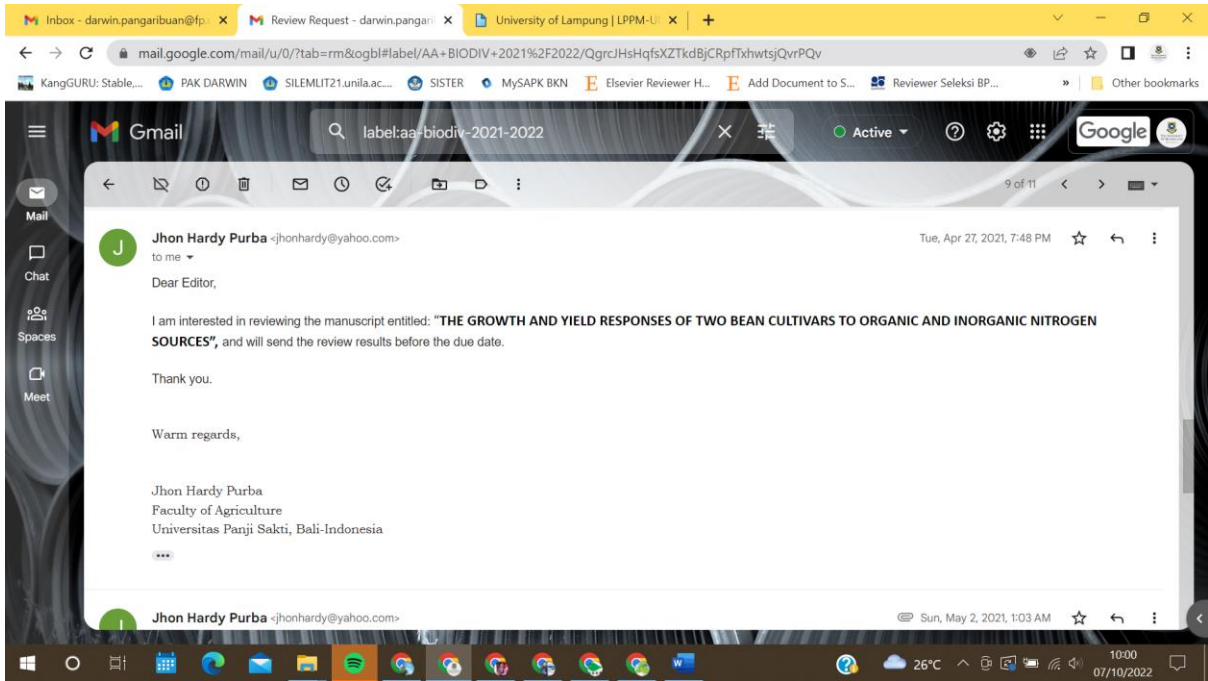 Inbox - darwin.pangaribuan@fp.u
Review Request - darwin.pangari
University of Lampung | LPPM-U
mail.google.com/mail/u/0/?tab=rm&ogbl#label/AA+BIODIV+2021%2F2022/QgrcJHsHqfsXZTkdBjCRpfTxhwtsjQvrPQv
KangGURU: Stable,...
PAK DARWIN
SILEMLIT21.unila.ac....
SISTER
MySAPK BKN
Elsevier Reviewer H...
Add Document to S...
Reviewer Seleksi BP...
»
Other bookmarks
Gmail
label:aa-biodiv-2021-2022
Active
Google
9 of 11
Mail
Chat
Spaces
Meet
J
Jhon Hardy Purba <jhonhardy@yahoo.com>
Tue, Apr 27, 2021, 7:48 PM
to me
Dear Editor,
I am interested in reviewing the manuscript entitled: "THE GROWTH AND YIELD RESPONSES OF TWO BEAN CULTIVARS TO ORGANIC AND INORGANIC NITROGEN
SOURCES", and will send the review results before the due date.
Thank you.
Warm regards,
Jhon Hardy Purba
Faculty of Agriculture
Universitas Panji Sakti, Bali-Indonesia
Jhon Hardy Purba <jhonhardy@yahoo.com>
Sun, May 2, 2021, 1:03 AM
26°C
10:00
07/10/2022